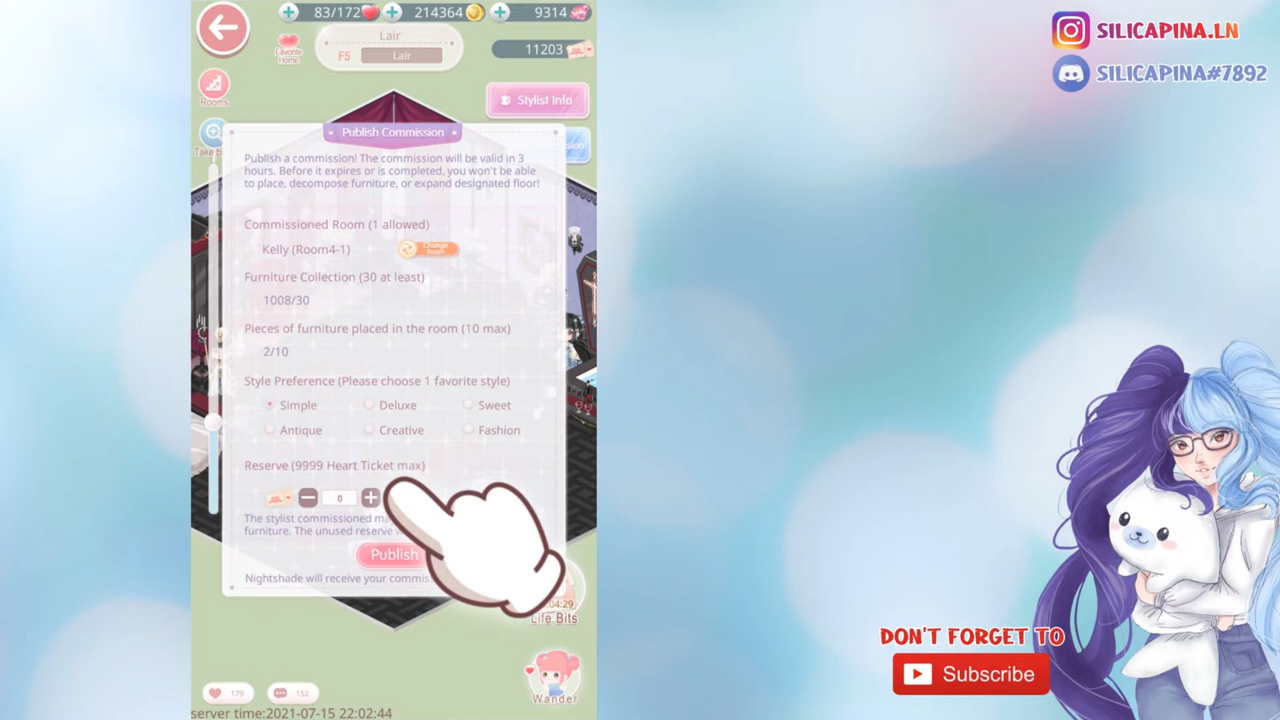 83/172
214364
9314
Lair
F5
Lair
Favorite
Home
11203
Rooms
Stylist Info
Publish Commission
Publish a commission! The commission will be valid in 3
hours. Before it expires or is completed, you won't be able
to place, decompose furniture, or expand designated floor!
Commissioned Room (1 allowed)
Kelly (Room4-1)
Change
Room
Furniture Collection (30 at least)
1008/30
Pieces of furniture placed in the room (10 max)
2/10
Style Preference (Please choose 1 favorite style)
Simple
Deluxe
Sweet
Antique
Creative
Fashion
Reserve (9999 Heart Ticket max)
0
The stylist commissioned
furniture. The unused reserve
Publish
Nightshade will receive your
:04:29
Life Bits
Wander
179
152
server time:2021-07-15 22:02:44
SILICAPINA.LN
SILICAPINA#7892
DON'T FORGET TO
Subscribe